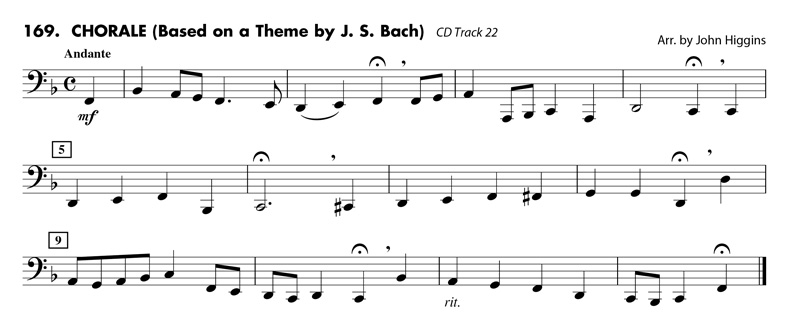 169. CHORALE (Based on a Theme by J. S. Bach) CD Track 22
Arr. by John Higgins
Andante
mf
5
9
rit.